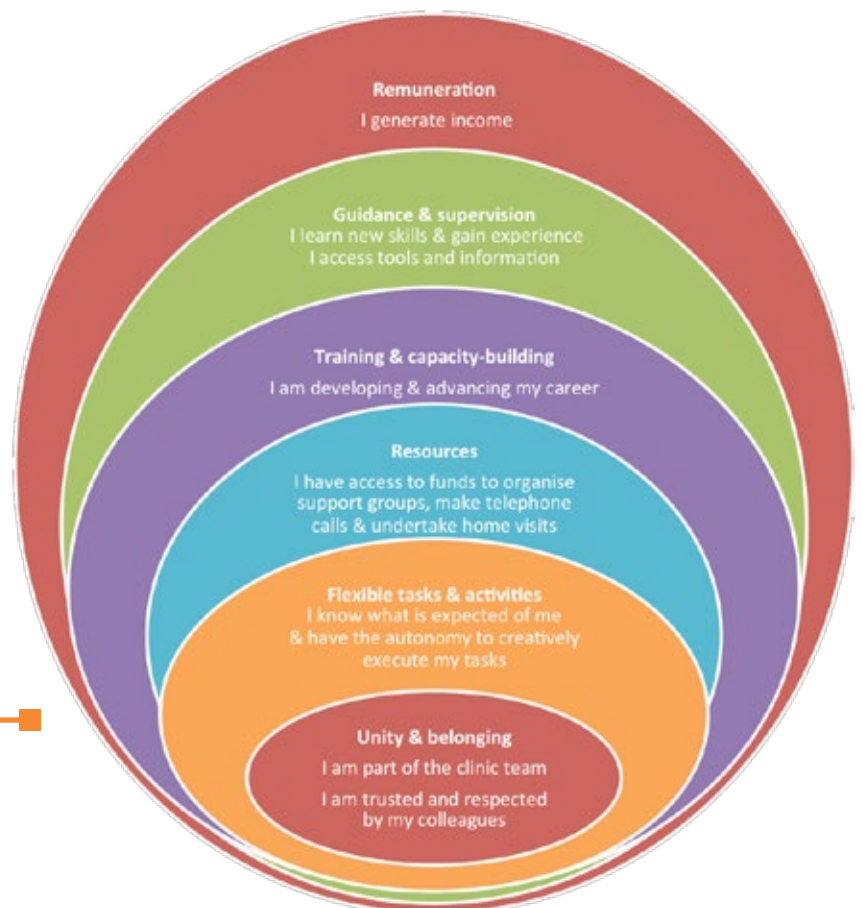 Remuneration
I generate income
Guidance & supervision
I learn new skills & gain experience
I access tools and information
Training & capacity-building
I am developing & advancing my career
Resources
I have access to funds to organise
support groups, make telephone
calls & undertake home visits
Flexible tasks & activities
I know what is expected of me
& have the autonomy to creatively
execute my tasks
Unity & belonging
I am part of the clinic team
I am trusted and respected
by my colleagues